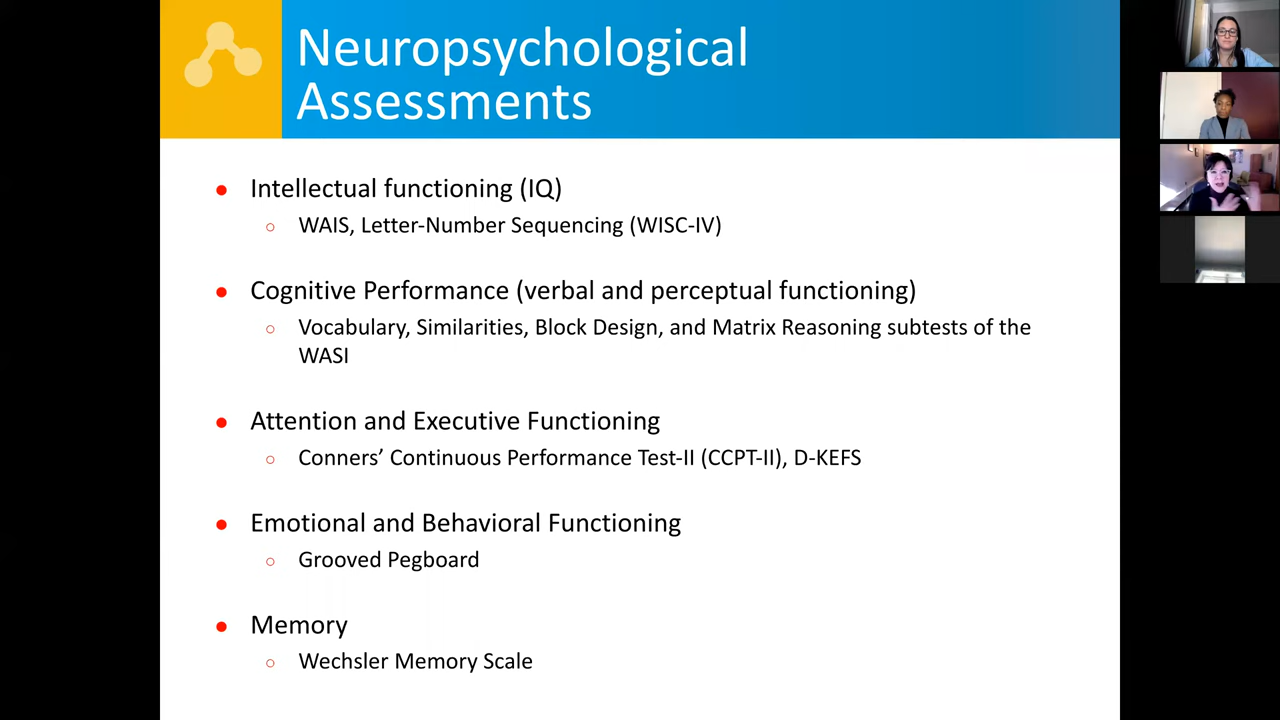 Neuropsychological
Assessments
● Intellectual functioning (IQ)
○ WAIS, Letter-Number Sequencing (WISC-IV)
● Cognitive Performance (verbal and perceptual functioning)
○ Vocabulary, Similarities, Block Design, and Matrix Reasoning subtests of the
WASI
● Attention and Executive Functioning
○ Conners’ Continuous Performance Test-II (CCPT-II), D-KEFS
● Emotional and Behavioral Functioning
○ Grooved Pegboard
● Memory
○ Wechsler Memory Scale